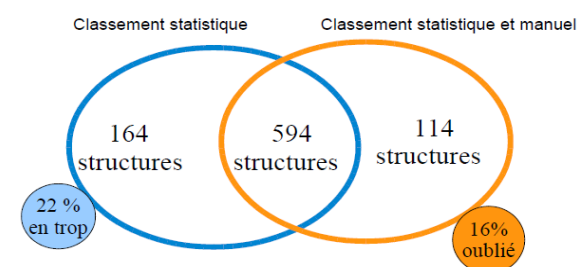 Classement statistique
Classement statistique et manuel
164
structures
594
structures
114
structures
22 %
en trop
16%
oublié